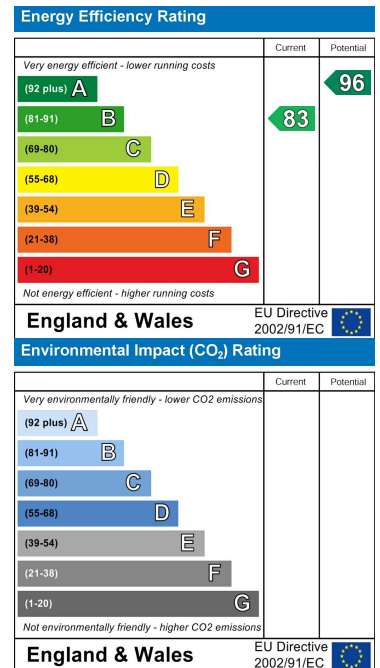 Energy Efficiency Rating
Current Potential
Very energy efficient - lower running costs
(92 plus) A
96
(81-91) B
83
(69-80) C
(55-68) D
(39-54) E
(21-38) F
(1-20) G
Not energy efficient - higher running costs
England & Wales
EU Directive
2002/91/EC
Environmental Impact (CO₂) Rating
Current Potential
Very environmentally friendly - lower CO2 emissions
(92 plus) A
(81-91) B
(69-80) C
(55-68) D
(39-54) E
(21-38) F
(1-20) G
Not environmentally friendly - higher CO2 emissions
England & Wales
EU Directive
2002/91/EC